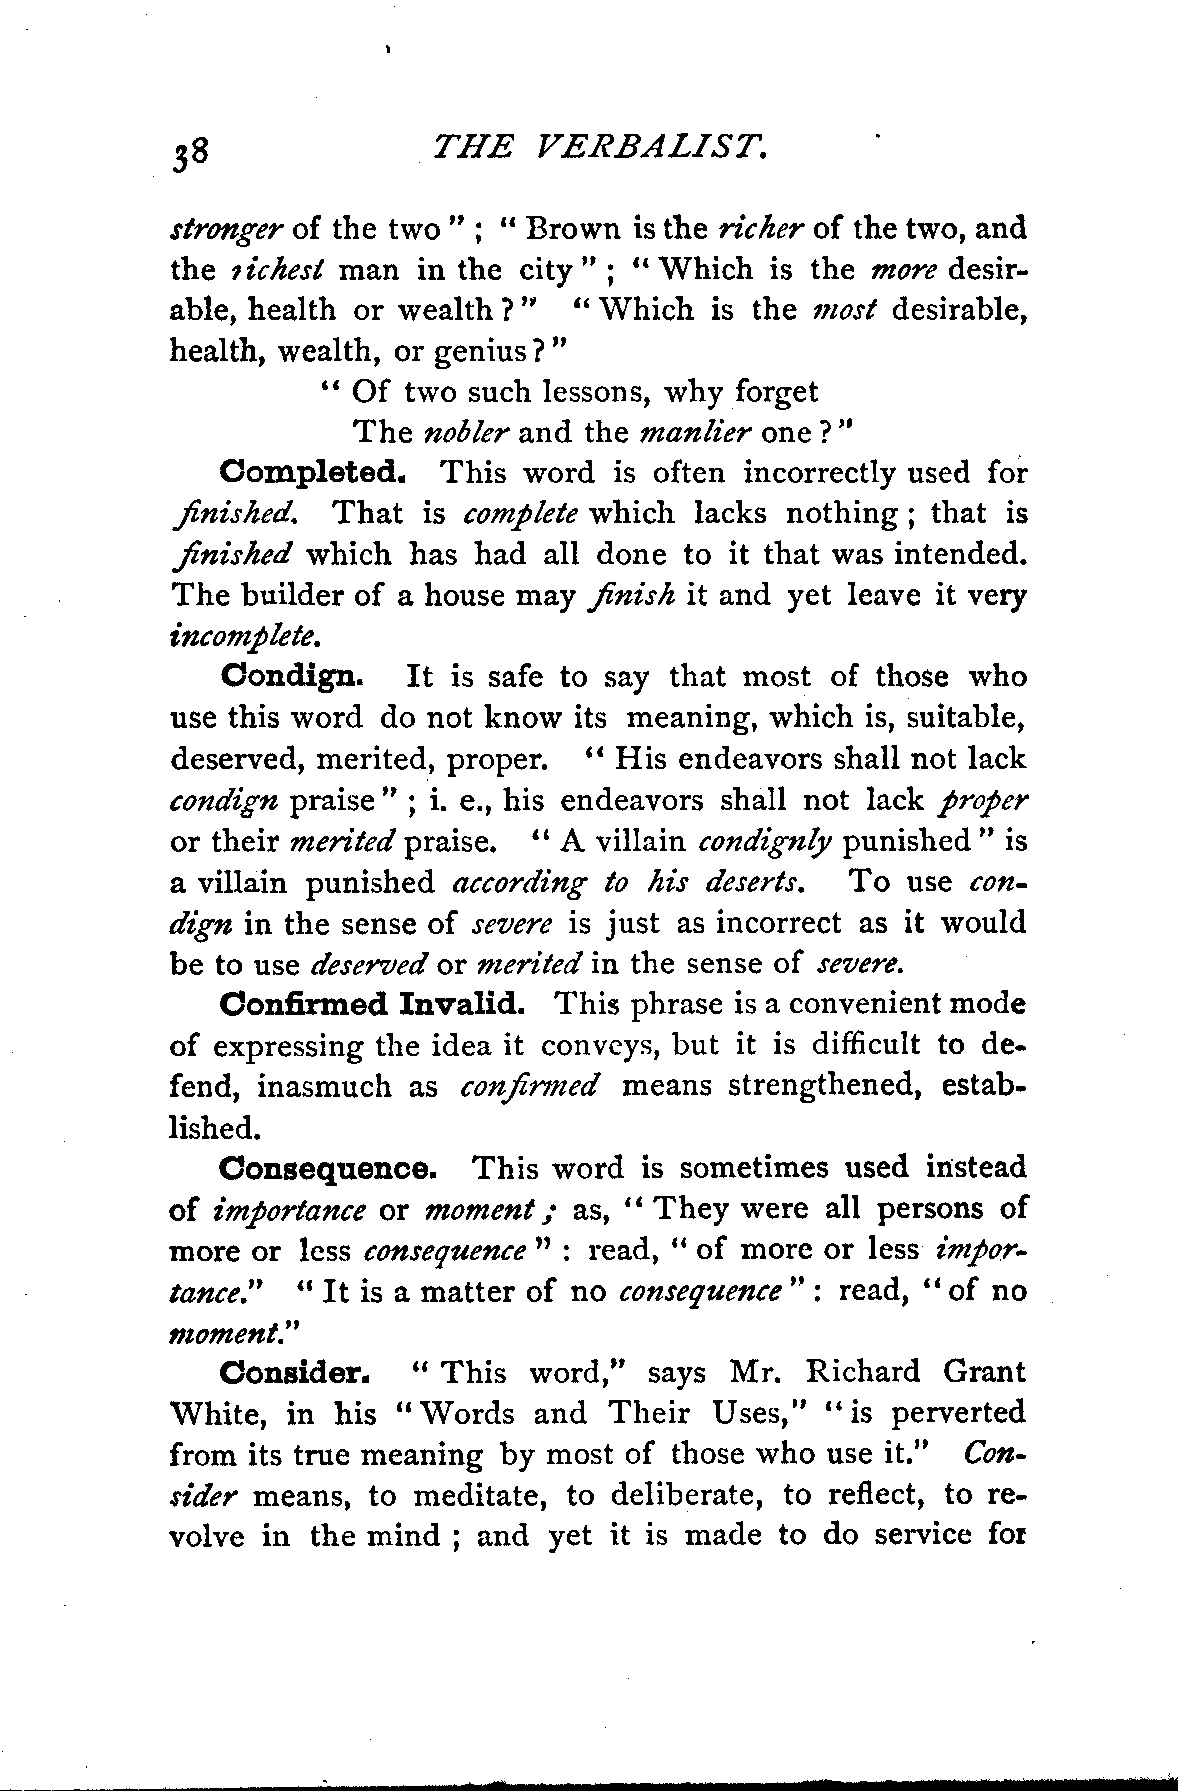 38 THE VERBALIST.
stronger of the two" ; "Brown is the richer of the two, and
the richest man in the city" ; "Which is the more desir-
able, health or wealth?" "Which is the most desirable,
health, wealth, or genius?"
"Of two such lessons, why forget
The nobler and the manlier one?"
Completed. This word is often incorrectly used for
finished. That is complete which lacks nothing; that is
finished which has had all done to it that was intended.
The builder of a house may finish it and yet leave it very
incomplete.
Condign. It is safe to say that most of those who
use this word do not know its meaning, which is, suitable,
deserved, merited, proper. "His endeavors shall not lack
condign praise" ; i. e., his endeavors shall not lack proper
or their merited praise. "A villain condignly punished" is
a villain punished according to his deserts. To use con-
dign in the sense of severe is just as incorrect as it would
be to use deserved or merited in the sense of severe.
Confirmed Invalid. This phrase is a convenient mode
of expressing the idea it conveys, but it is difficult to de-
fend, inasmuch as confirmed means strengthened, estab-
lished.
Consequence. This word is sometimes used instead
of importance or moment; as, "They were all persons of
more or less consequence" : read, "of more or less impor-
tance." "It is a matter of no consequence" : read, "of no
moment."
Consider. "This word," says Mr. Richard Grant
White, in his "Words and Their Uses," "is perverted
from its true meaning by most of those who use it." Con-
sider means, to meditate, to deliberate, to reflect, to re-
volve in the mind; and yet it is made to do service for